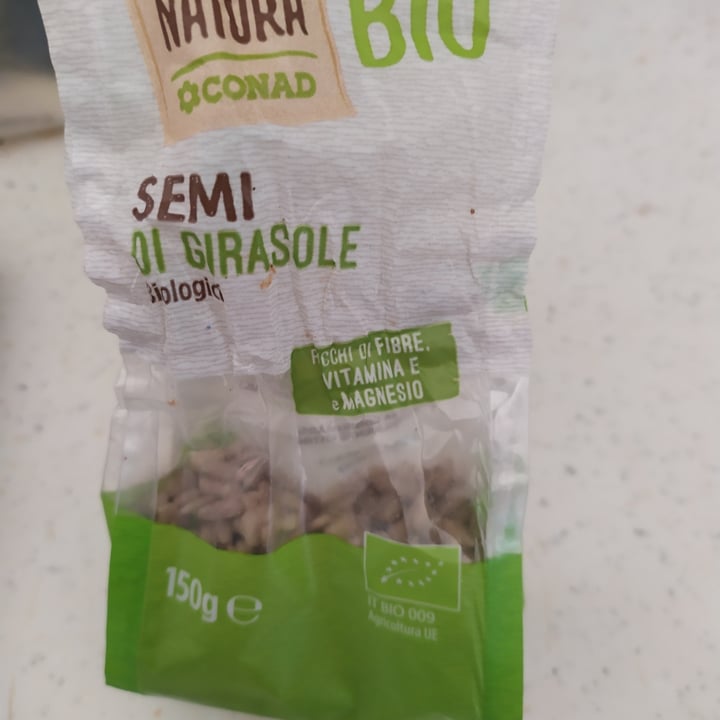 NATURA
BIO
CONAD
SEMI
DI GIRASOLE
Biologici
RICCHI DI FIBRE,
VITAMINA E
e MAGNESIO
150g ℮
IT BIO 009
Agricoltura UE